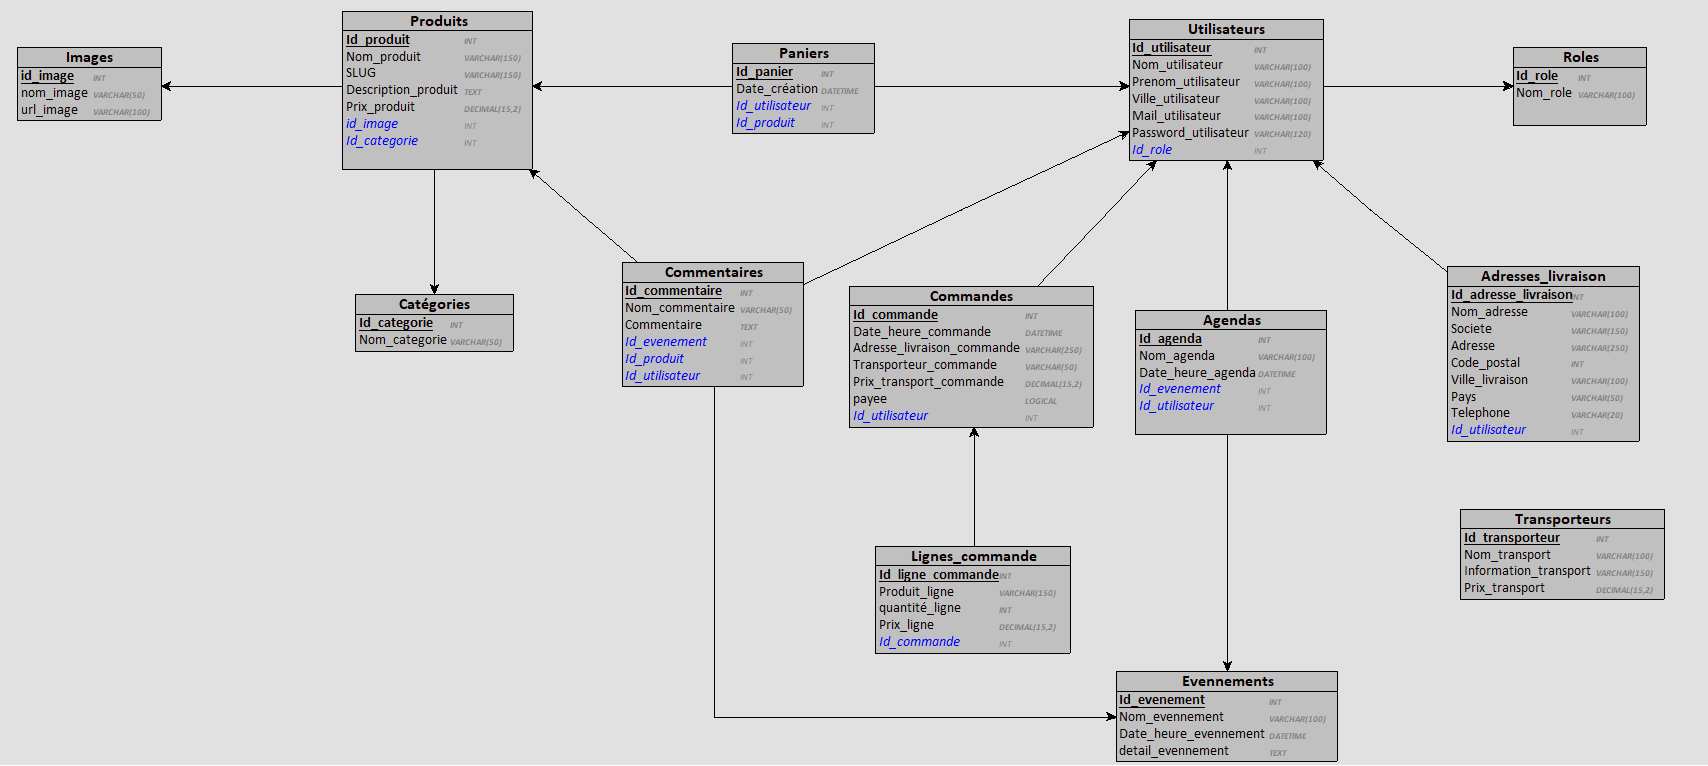 Images
id_image INT
nom_image VARCHAR(50)
url_image VARCHAR(100)
Produits
Id_produit INT
Nom_produit VARCHAR(150)
SLUG VARCHAR(150)
Description_produit TEXT
Prix_produit DECIMAL(15,2)
id_image INT
Id_categorie INT
Paniers
Id_panier INT
Date_création DATETIME
Id_utilisateur INT
Id_produit INT
Utilisateurs
Id_utilisateur INT
Nom_utilisateur VARCHAR(100)
Prenom_utilisateur VARCHAR(100)
Ville_utilisateur VARCHAR(100)
Mail_utilisateur VARCHAR(100)
Password_utilisateur VARCHAR(120)
Id_role INT
Roles
Id_role INT
Nom_role VARCHAR(100)
Catégories
Id_categorie INT
Nom_categorie VARCHAR(50)
Commentaires
Id_commentaire INT
Nom_commentaire VARCHAR(50)
Commentaire TEXT
Id_evenement INT
Id_produit INT
Id_utilisateur INT
Commandes
Id_commande INT
Date_heure_commande DATETIME
Adresse_livraison_commande VARCHAR(250)
Transporteur_commande VARCHAR(50)
Prix_transport_commande DECIMAL(15,2)
payee LOGICAL
Id_utilisateur INT
Agendas
Id_agenda INT
Nom_agenda VARCHAR(100)
Date_heure_agenda DATETIME
Id_evenement INT
Id_utilisateur INT
Adresses_livraison
Id_adresse_livraison INT
Nom_adresse VARCHAR(100)
Societe VARCHAR(150)
Adresse VARCHAR(250)
Code_postal INT
Ville_livraison VARCHAR(100)
Pays VARCHAR(50)
Telephone VARCHAR(20)
Id_utilisateur INT
Lignes_commande
Id_ligne_commande INT
Produit_ligne VARCHAR(150)
quantité_ligne INT
Prix_ligne DECIMAL(15,2)
Id_commande INT
Transporteurs
Id_transporteur INT
Nom_transport VARCHAR(100)
Information_transport VARCHAR(150)
Prix_transport DECIMAL(15,2)
Evennements
Id_evenement INT
Nom_evennement VARCHAR(100)
Date_heure_evennement DATETIME
detail_evennement TEXT